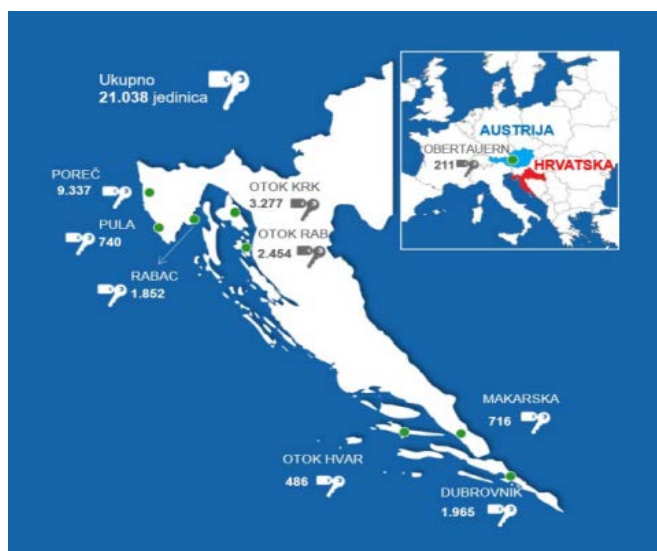 Ukupno
21.038 jedinica
AUSTRIJA
OBERTAUERN
211
HRVATSKA
POREČ
9.337
PULA
740
RABAC
1.852
OTOK KRK
3.277
OTOK RAB
2.454
MAKARSKA
716
OTOK HVAR
486
DUBROVNIK
1.965